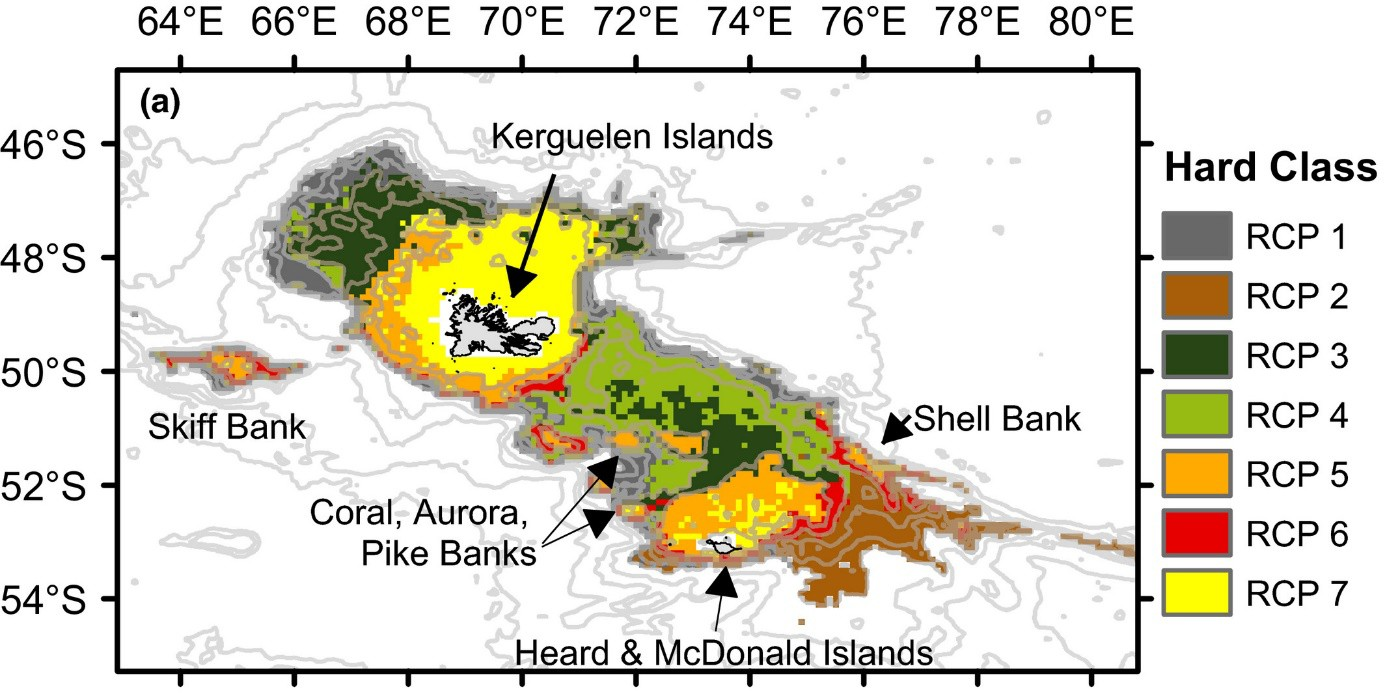 64°E 66°E 68°E 70°E 72°E 74°E 76°E 78°E 80°E
(a)
Kerguelen Islands
46°S
48°S
50°S
52°S
54°S
Skiff Bank
Shell Bank
Coral, Aurora,
Pike Banks
Heard & McDonald Islands
Hard Class
RCP 1
RCP 2
RCP 3
RCP 4
RCP 5
RCP 6
RCP 7